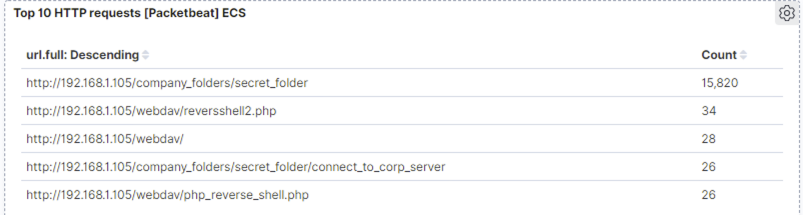 Top 10 HTTP requests [Packetbeat] ECS
url.full: Descending Count
http://192.168.1.105/company_folders/secret_folder 15,820
http://192.168.1.105/webdav/reversshell2.php 34
http://192.168.1.105/webdav/ 28
http://192.168.1.105/company_folders/secret_folder/connect_to_corp_server 26
http://192.168.1.105/webdav/php_reverse_shell.php 26